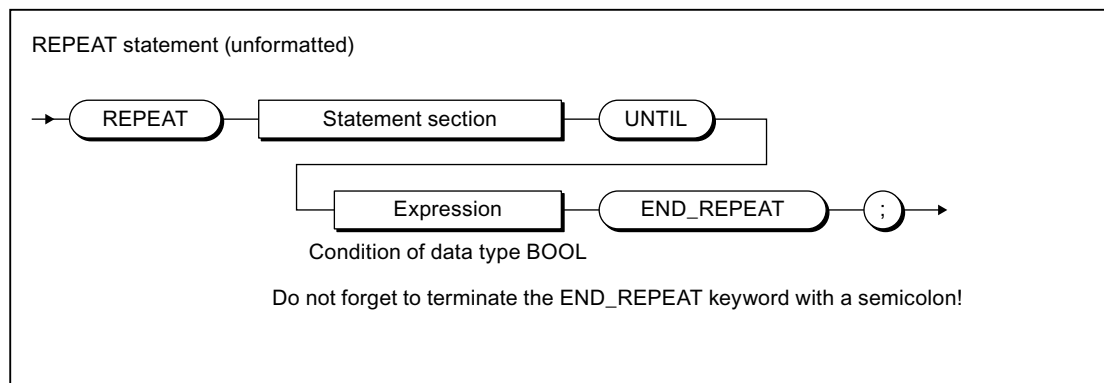 REPEAT statement (unformatted)
REPEAT Statement section UNTIL
Expression END_REPEAT ;
Condition of data type BOOL
Do not forget to terminate the END_REPEAT keyword with a semicolon!